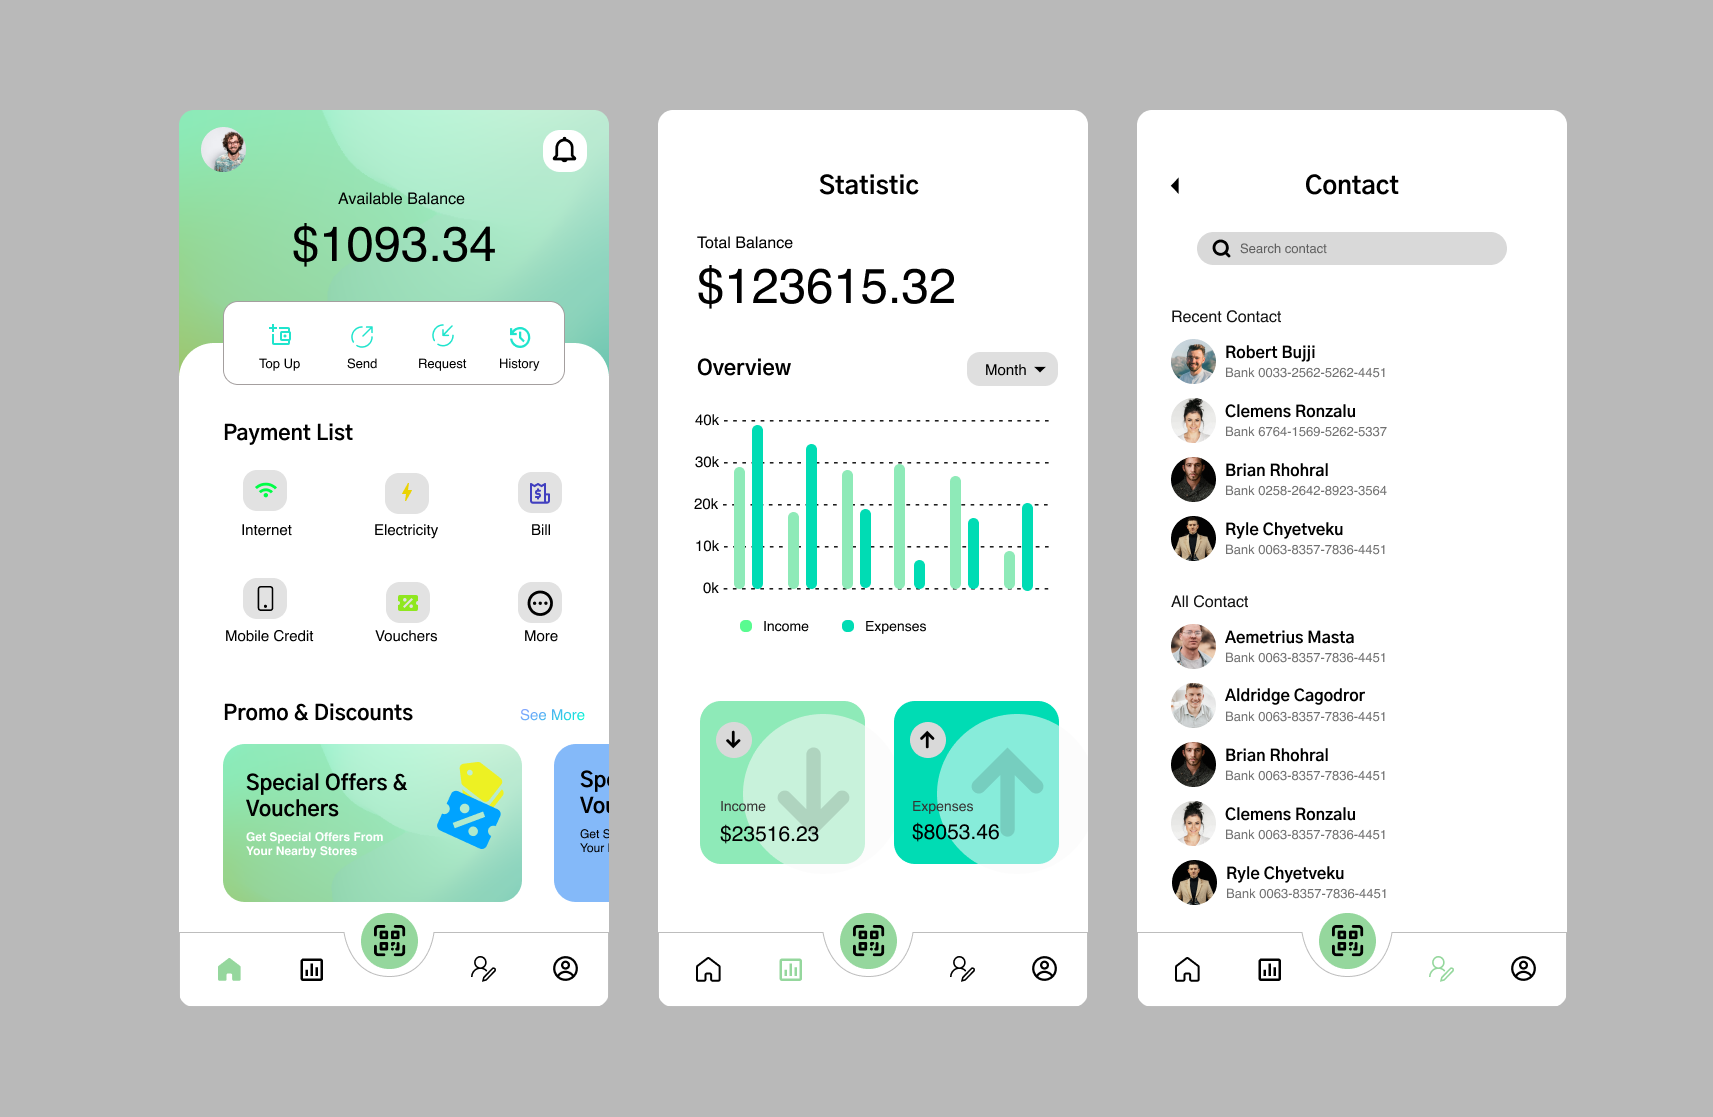 Available Balance
$1093.34
Top Up
Send
Request
History
Payment List
Internet
Electricity
Bill
Mobile Credit
Vouchers
More
Promo & Discounts
See More
Special Offers &
Vouchers
Get Special Offers From
Your Nearby Stores
Spe
Vou
Get S
Your
Statistic
Total Balance
$123615.32
Overview
Month
40k
30k
20k
10k
0k
Income
Expenses
Income
$23516.23
Expenses
$8053.46
Contact
Search contact
Recent Contact
Robert Bujji
Bank 0033-2562-5262-4451
Clemens Ronzalu
Bank 6764-1569-5262-5337
Brian Rhohral
Bank 0258-2642-8923-3564
Ryle Chyetveku
Bank 0063-8357-7836-4451
All Contact
Aemetrius Masta
Bank 0063-8357-7836-4451
Aldridge Cagodror
Bank 0063-8357-7836-4451
Brian Rhohral
Bank 0063-8357-7836-4451
Clemens Ronzalu
Bank 0063-8357-7836-4451
Ryle Chyetveku
Bank 0063-8357-7836-4451